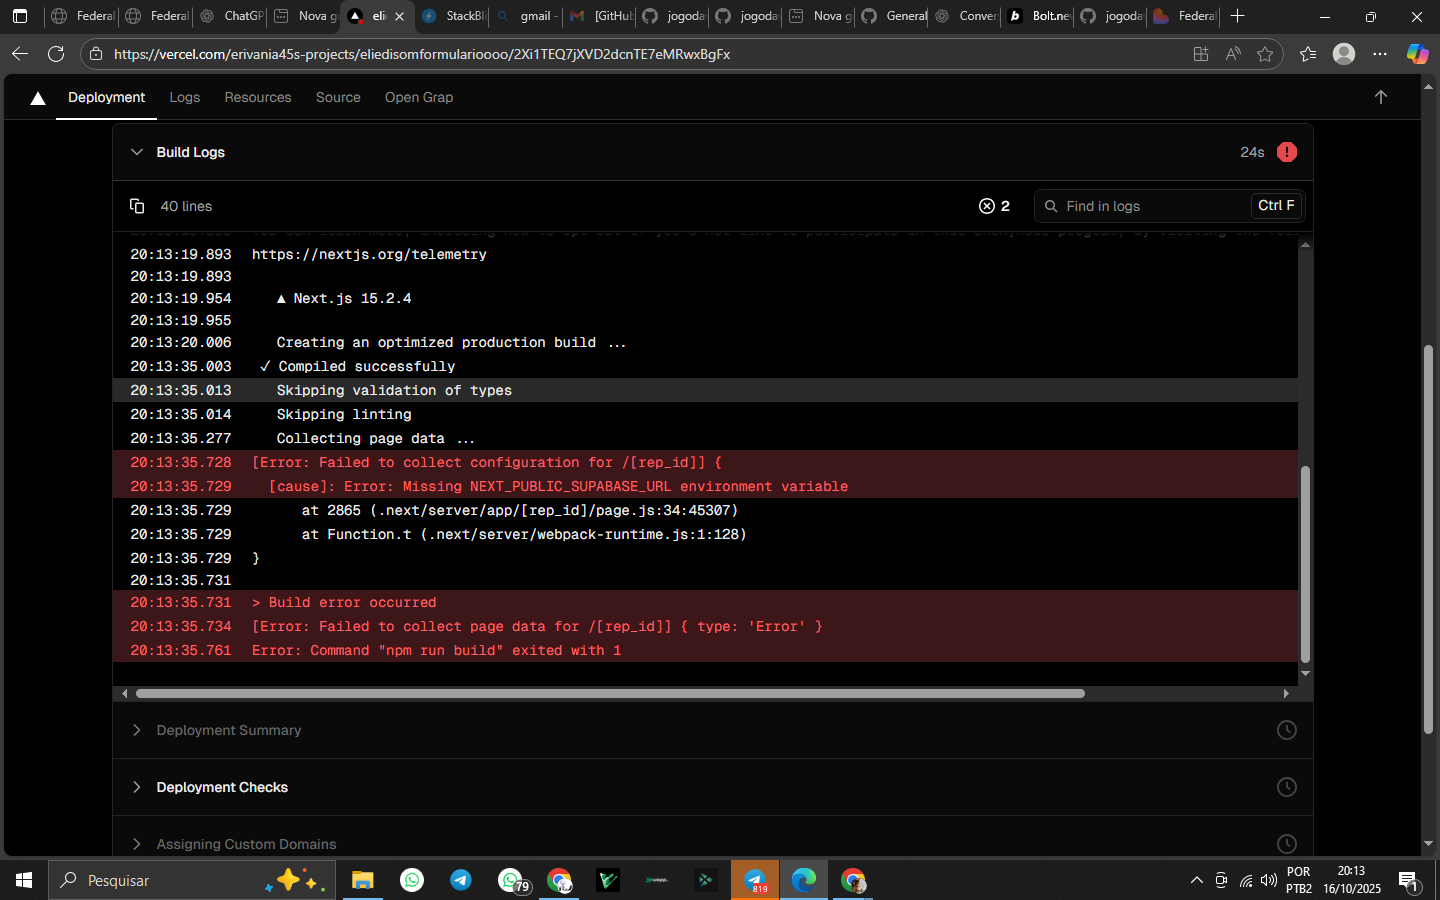 Federal
Federal
ChatGP
Nova g
elie
StackBl
gmail -
[GitHub
jogoda
jogoda
Nova g
General
Conver
Bolt.ne
jogoda
Federal
https://vercel.com/erivania45s-projects/eliedisomformularioooo/2Xi1TEQ7jXVD2dcnTE7eMRwxBgFx
Deployment
Logs
Resources
Source
Open Grap
Build Logs
24s
40 lines
2
Find in logs
Ctrl F
20:13:19.893 https://nextjs.org/telemetry
20:13:19.893
20:13:19.954 ▲ Next.js 15.2.4
20:13:19.955
20:13:20.006 Creating an optimized production build ...
20:13:35.003 ✓ Compiled successfully
20:13:35.013 Skipping validation of types
20:13:35.014 Skipping linting
20:13:35.277 Collecting page data ...
20:13:35.728 [Error: Failed to collect configuration for /[rep_id]] {
20:13:35.729 [cause]: Error: Missing NEXT_PUBLIC_SUPABASE_URL environment variable
20:13:35.729 at 2865 (.next/server/app/[rep_id]/page.js:34:45307)
20:13:35.729 at Function.t (.next/server/webpack-runtime.js:1:128)
20:13:35.729 }
20:13:35.731
20:13:35.731 > Build error occurred
20:13:35.734 [Error: Failed to collect page data for /[rep_id]] { type: 'Error' }
20:13:35.761 Error: Command "npm run build" exited with 1
Deployment Summary
Deployment Checks
Assigning Custom Domains
Pesquisar
79
819
POR
PTB2
20:13
16/10/2025
1